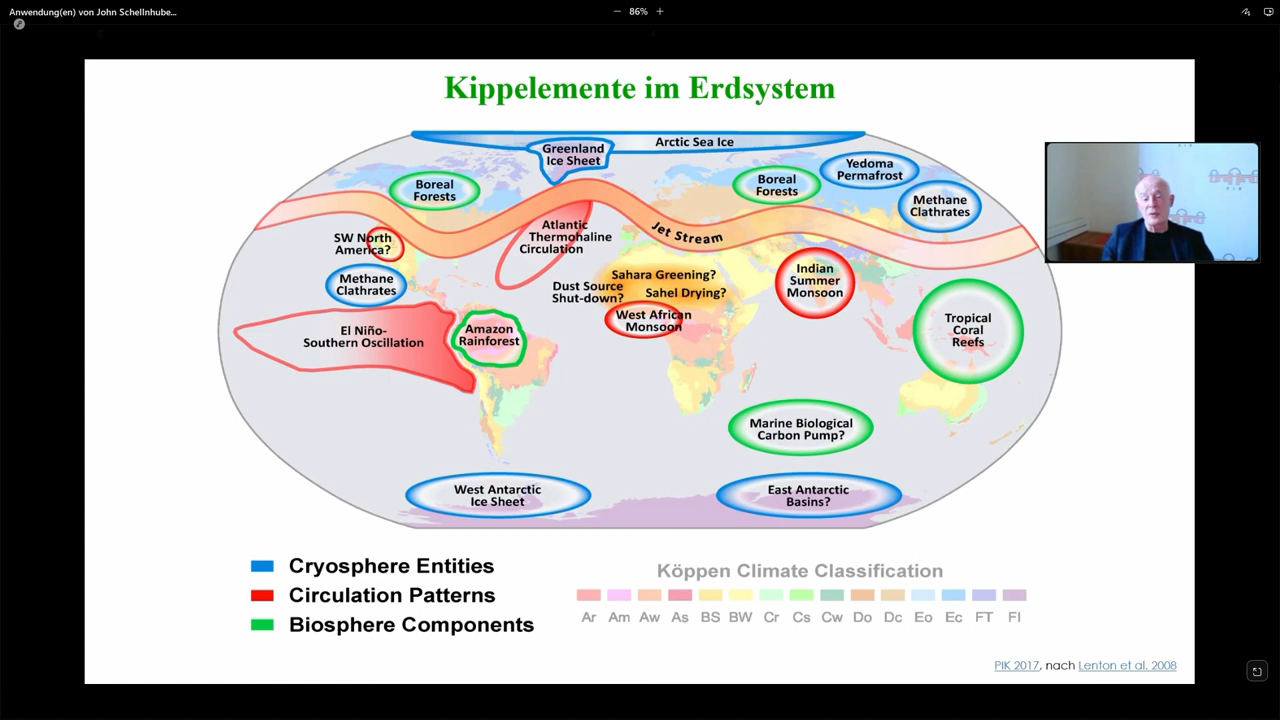 Anwendung(en) von John Schellnhube...
86%
Kippelemente im Erdsystem
Arctic Sea Ice
Greenland
Ice Sheet
Boreal
Forests
Boreal
Forests
Yedoma
Permafrost
Methane
Clathrates
Jet Stream
SW North
America?
Atlantic
Thermohaline
Circulation
Methane
Clathrates
Sahara Greening?
Dust Source
Shut-down?
Sahel Drying?
Indian
Summer
Monsoon
West African
Monsoon
El Niño-
Southern Oscillation
Amazon
Rainforest
Tropical
Coral
Reefs
Marine Biological
Carbon Pump?
West Antarctic
Ice Sheet
East Antarctic
Basins?
Cryosphere Entities
Circulation Patterns
Biosphere Components
Köppen Climate Classification
Ar Am Aw As BS BW Cr Cs Cw Do Dc Eo Ec FT FI
PIK 2017, nach Lenton et al. 2008